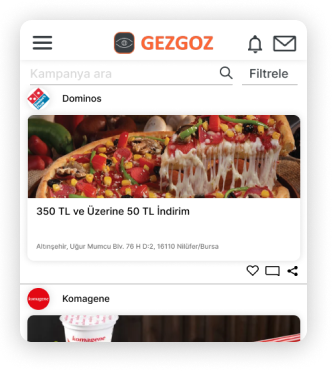 GEZGOZ
Kampanya ara
Filtrele
Dominos
350 TL ve Üzerine 50 TL İndirim
Altınşehir, Uğur Mumcu Blv. 76 H D:2, 16110 Nilüfer/Bursa
komagene
Komagene
komagene